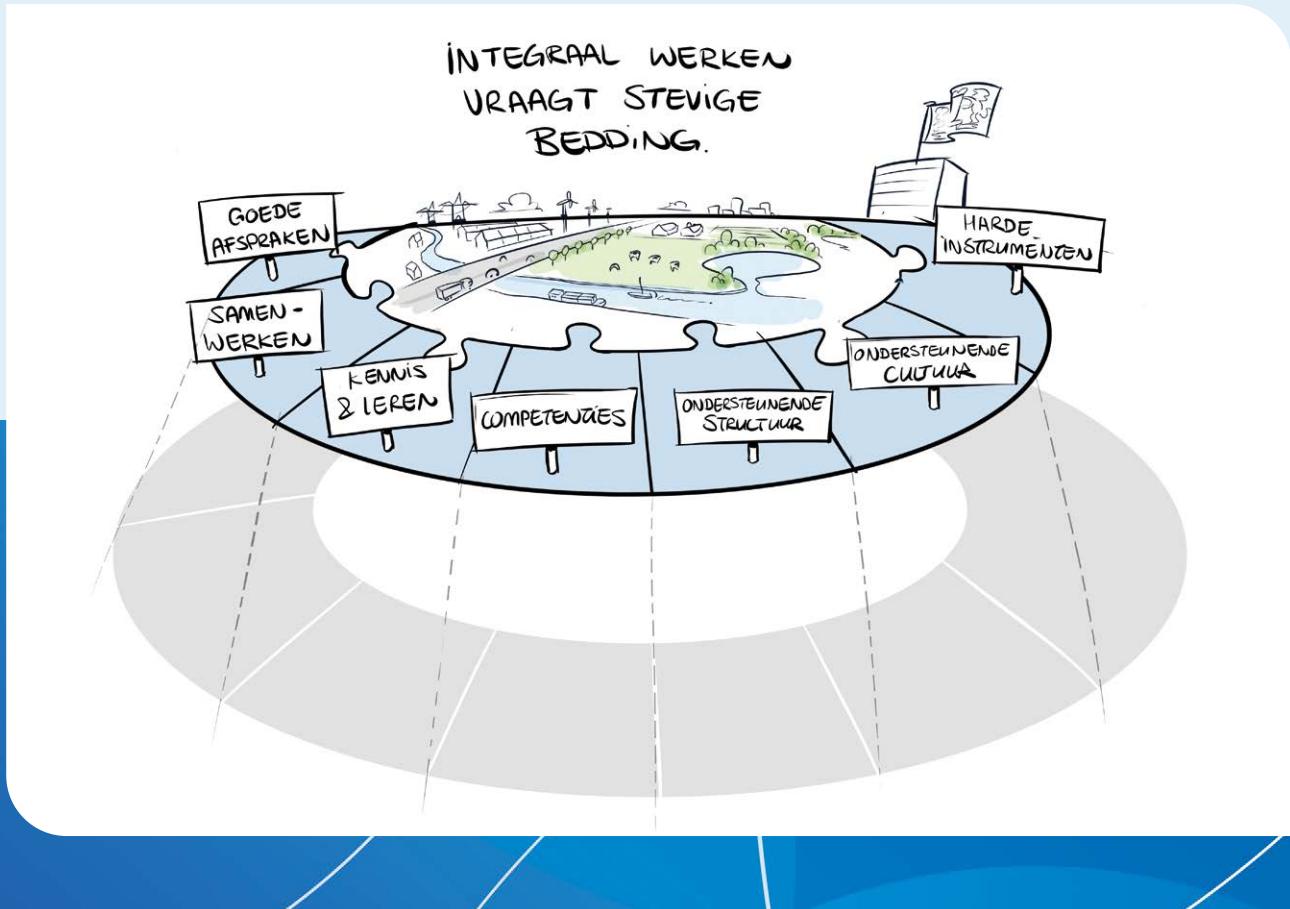 INTEGRAAL WERKEN
VRAAGT STEVIGE
BEDDING.
GOEDE
AFSPRAKEN
HARDE
INSTRUMENTEN
SAMEN-
WERKEN
KENNIS
& LEREN
COMPETENTIES
ONDERSTEUNENDE
STRUCTUUR
ONDERSTEUNENDE
CULTUUR